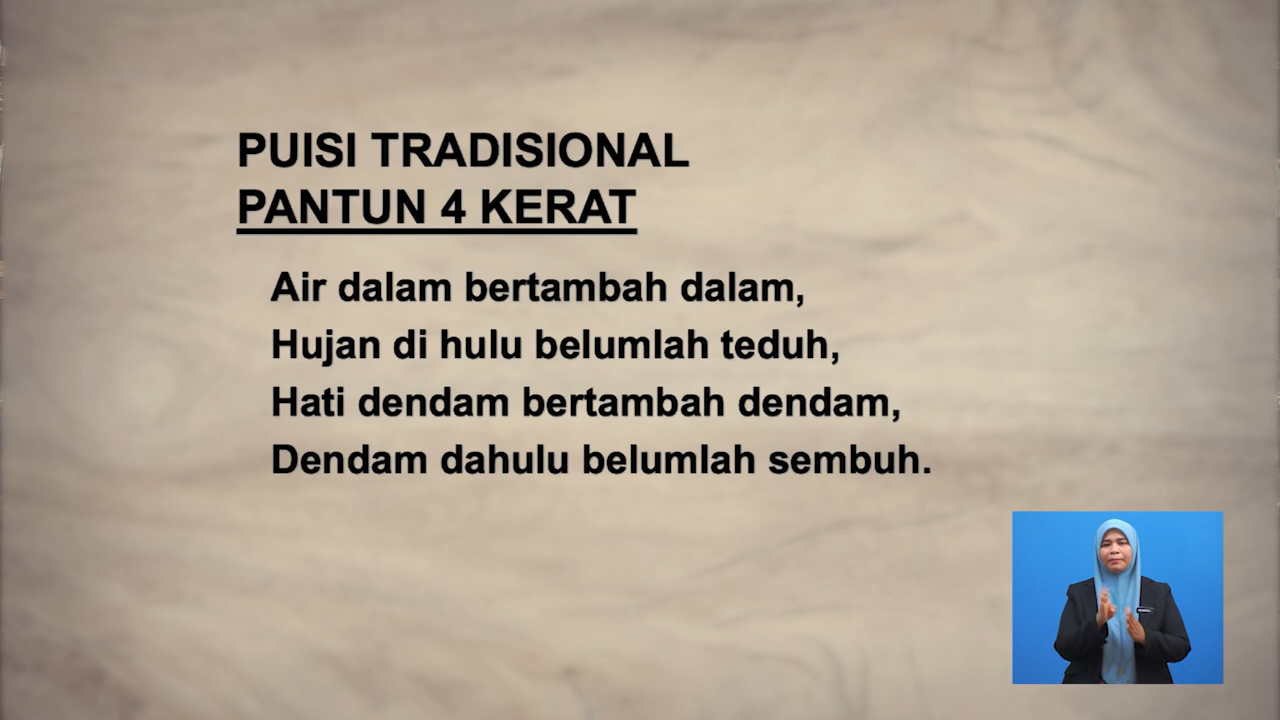 PUISI TRADISIONAL
PANTUN 4 KERAT
Air dalam bertambah dalam,
Hujan di hulu belumlah teduh,
Hati dendam bertambah dendam,
Dendam dahulu belumlah sembuh.